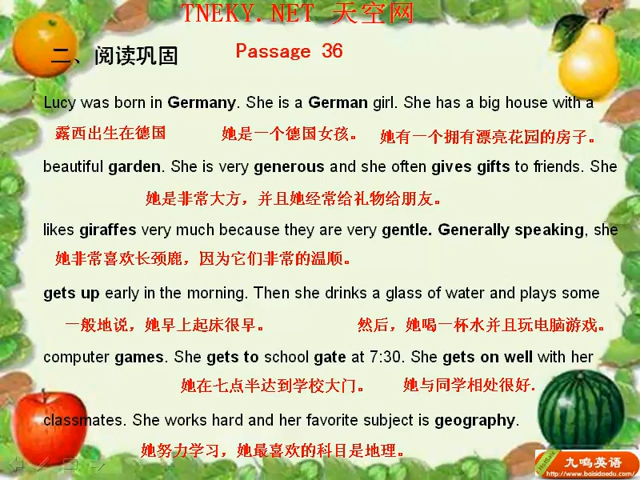 TNEKY.NET 天空网
二、阅读巩固
Passage 36
Lucy was born in Germany. She is a German girl. She has a big house with a
露西出生在德国 她是一个德国女孩。 她有一个拥有漂亮花园的房子。
beautiful garden. She is very generous and she often gives gifts to friends. She
她是非常大方，并且她经常给礼物给朋友。
likes giraffes very much because they are very gentle. Generally speaking, she
她非常喜欢长颈鹿，因为它们非常的温顺。
gets up early in the morning. Then she drinks a glass of water and plays some
一般地说，她早上起床很早。 然后，她喝一杯水并且玩电脑游戏。
computer games. She gets to school gate at 7:30. She gets on well with her
她在七点半达到学校大门。 她与同学相处很好.
classmates. She works hard and her favorite subject is geography.
她努力学习，她最喜欢的科目是地理。
九鸣英语
http://www.baisidaedu.com/